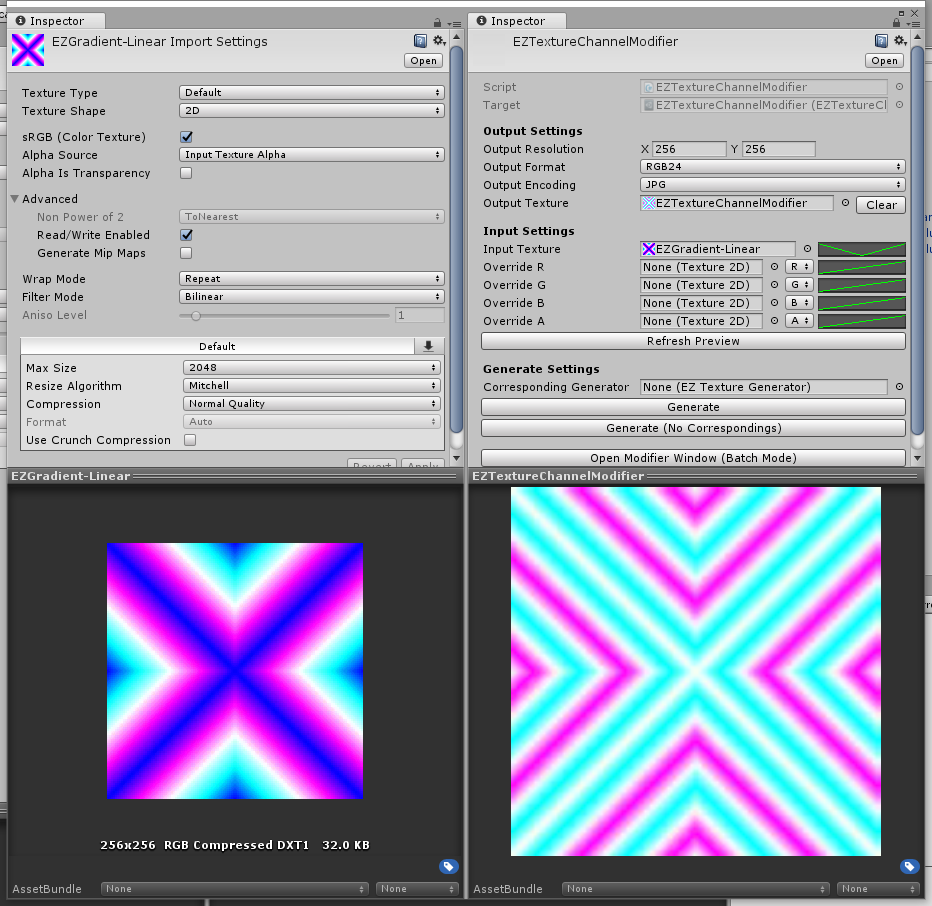 Inspector
EZGradient-Linear Import Settings
Open
Texture Type Default
Texture Shape 2D
sRGB (Color Texture)
Alpha Source Input Texture Alpha
Alpha Is Transparency
Advanced
Non Power of 2 ToNearest
Read/Write Enabled
Generate Mip Maps
Wrap Mode Repeat
Filter Mode Bilinear
Aniso Level 1
Default
Max Size 2048
Resize Algorithm Mitchell
Compression Normal Quality
Format Auto
Use Crunch Compression
Revert Apply
EZGradient-Linear
256x256 RGB Compressed DXT1 32.0 KB
AssetBundle None None
Inspector
EZTextureChannelModifier
Open
Script EZTextureChannelModifier
Target EZTextureChannelModifier (EZTextureCl
Output Settings
Output Resolution X 256 Y 256
Output Format RGB24
Output Encoding JPG
Output Texture EZTextureChannelModifier Clear
Input Settings
Input Texture EZGradient-Linear
Override R None (Texture 2D) R
Override G None (Texture 2D) G
Override B None (Texture 2D) B
Override A None (Texture 2D) A
Refresh Preview
Generate Settings
Corresponding Generator None (EZ Texture Generator)
Generate
Generate (No Correspondings)
Open Modifier Window (Batch Mode)
EZTextureChannelModifier
AssetBundle None None